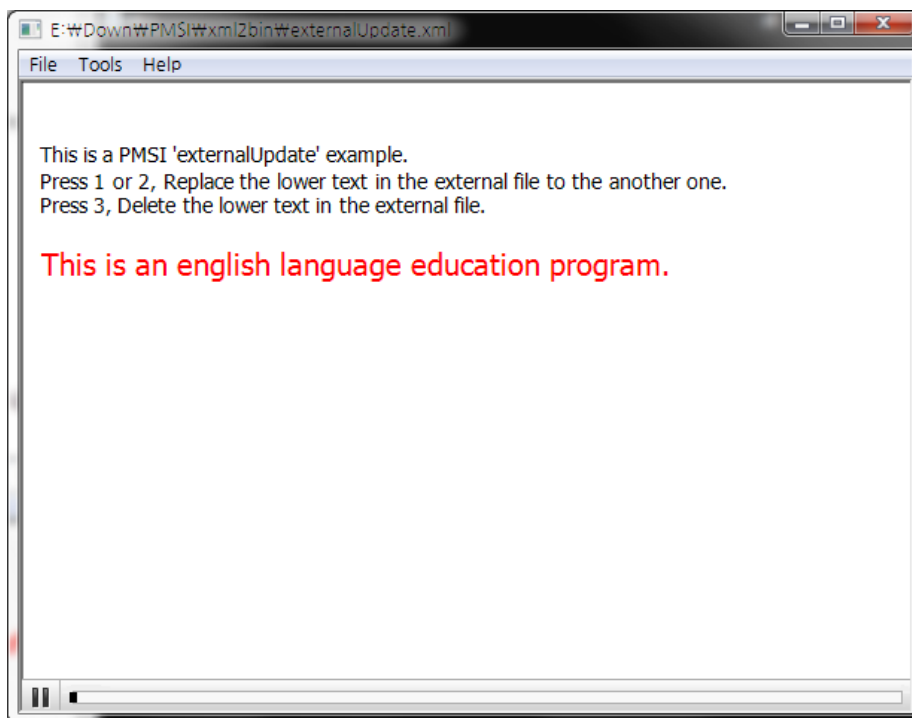 E:₩Down₩PMSI₩xml2bin₩externalUpdate.xml
File Tools Help
This is a PMSI 'externalUpdate' example.
Press 1 or 2, Replace the lower text in the external file to the another one.
Press 3, Delete the lower text in the external file.
This is an english language education program.